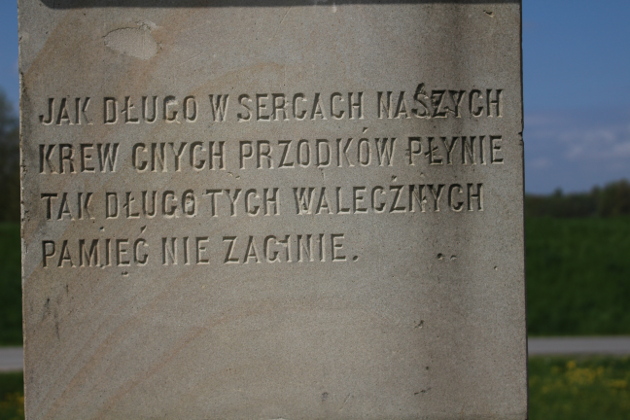 JAK DŁUGO W SERCACH NASZYCH
KREW CNYCH PRZODKÓW PŁYNIE
TAK DŁUGO TYCH WALECZNYCH
PAMIĘĆ NIE ZAGINIE.